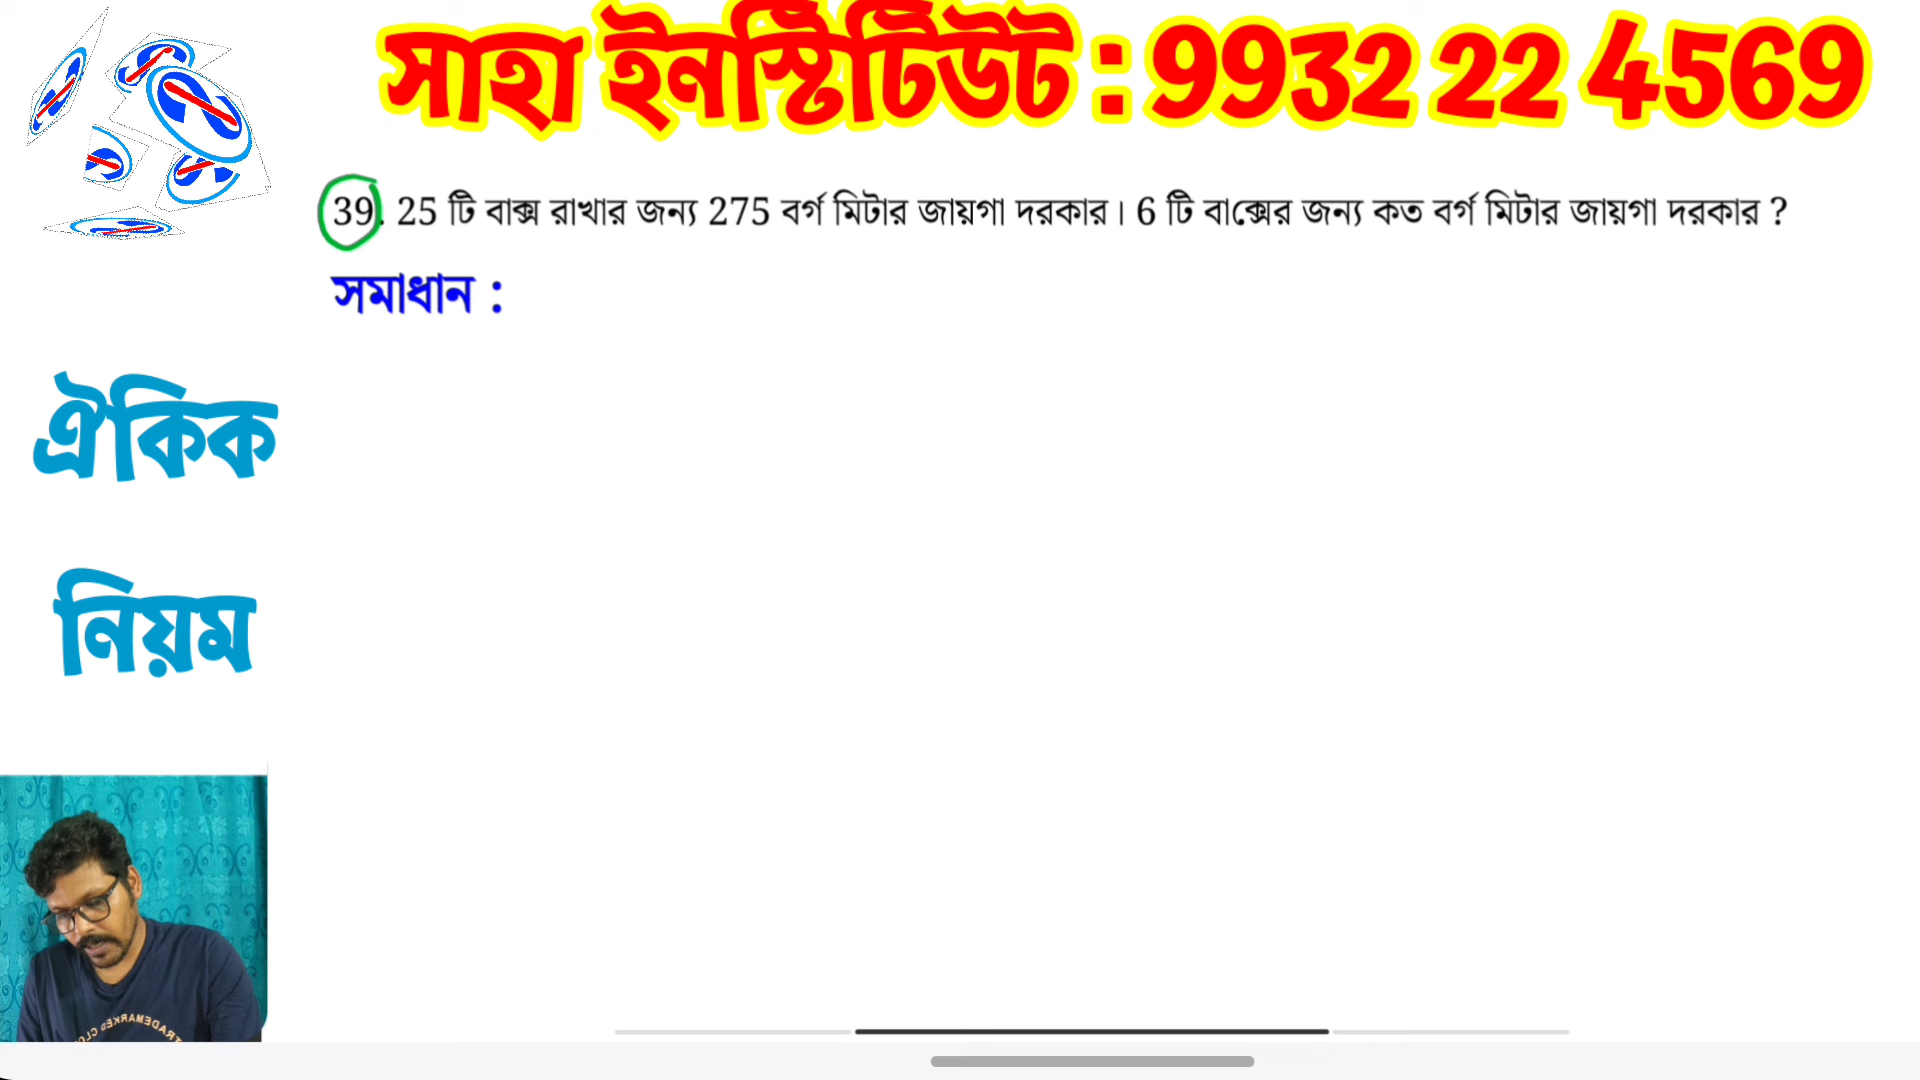 সাহা ইনস্টিটিউট : 9932 22 4569
39. 25 টি বাক্স রাখার জন্য 275 বর্গ মিটার জায়গা দরকার। 6 টি বাক্সের জন্য কত বর্গ মিটার জায়গা দরকার ?
সমাধান :
ঐকিক
নিয়ম